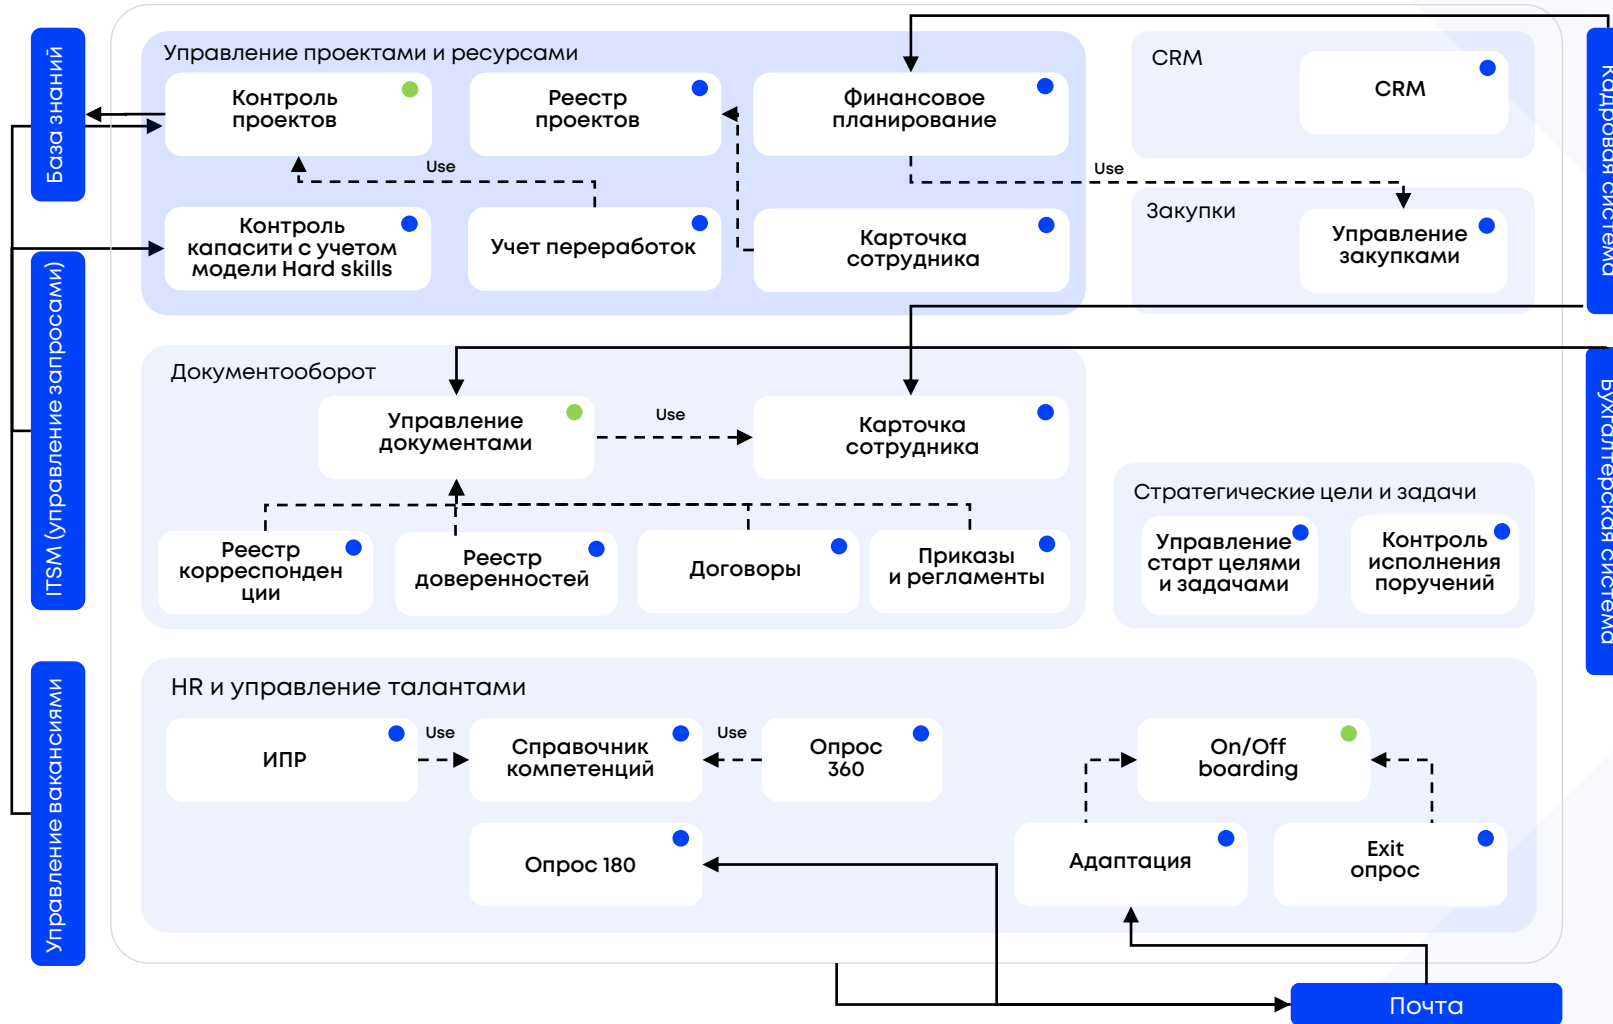 База знаний
ITSM (управление запросами)
Управление вакансиями
Управление проектами и ресурсами
Контроль
проектов
Реестр
проектов
Финансовое
планирование
Use
Контроль
капасити с учетом
модели Hard skills
Учет переработок
Карточка
сотрудника
CRM
CRM
Use
Закупки
Управление
закупками
Кадровая система
Документооборот
Управление
документами
Use
Карточка
сотрудника
Реестр
корреспонден
ции
Реестр
доверенностей
Договоры
Приказы
и регламенты
Стратегические цели и задачи
Управление
старт целями
и задачами
Контроль
исполнения
поручений
Бухгалтерская система
HR и управление талантами
ИПР
Use
Справочник
компетенций
Use
Опрос
360
On/Off
boarding
Опрос 180
Адаптация
Exit
опрос
Почта